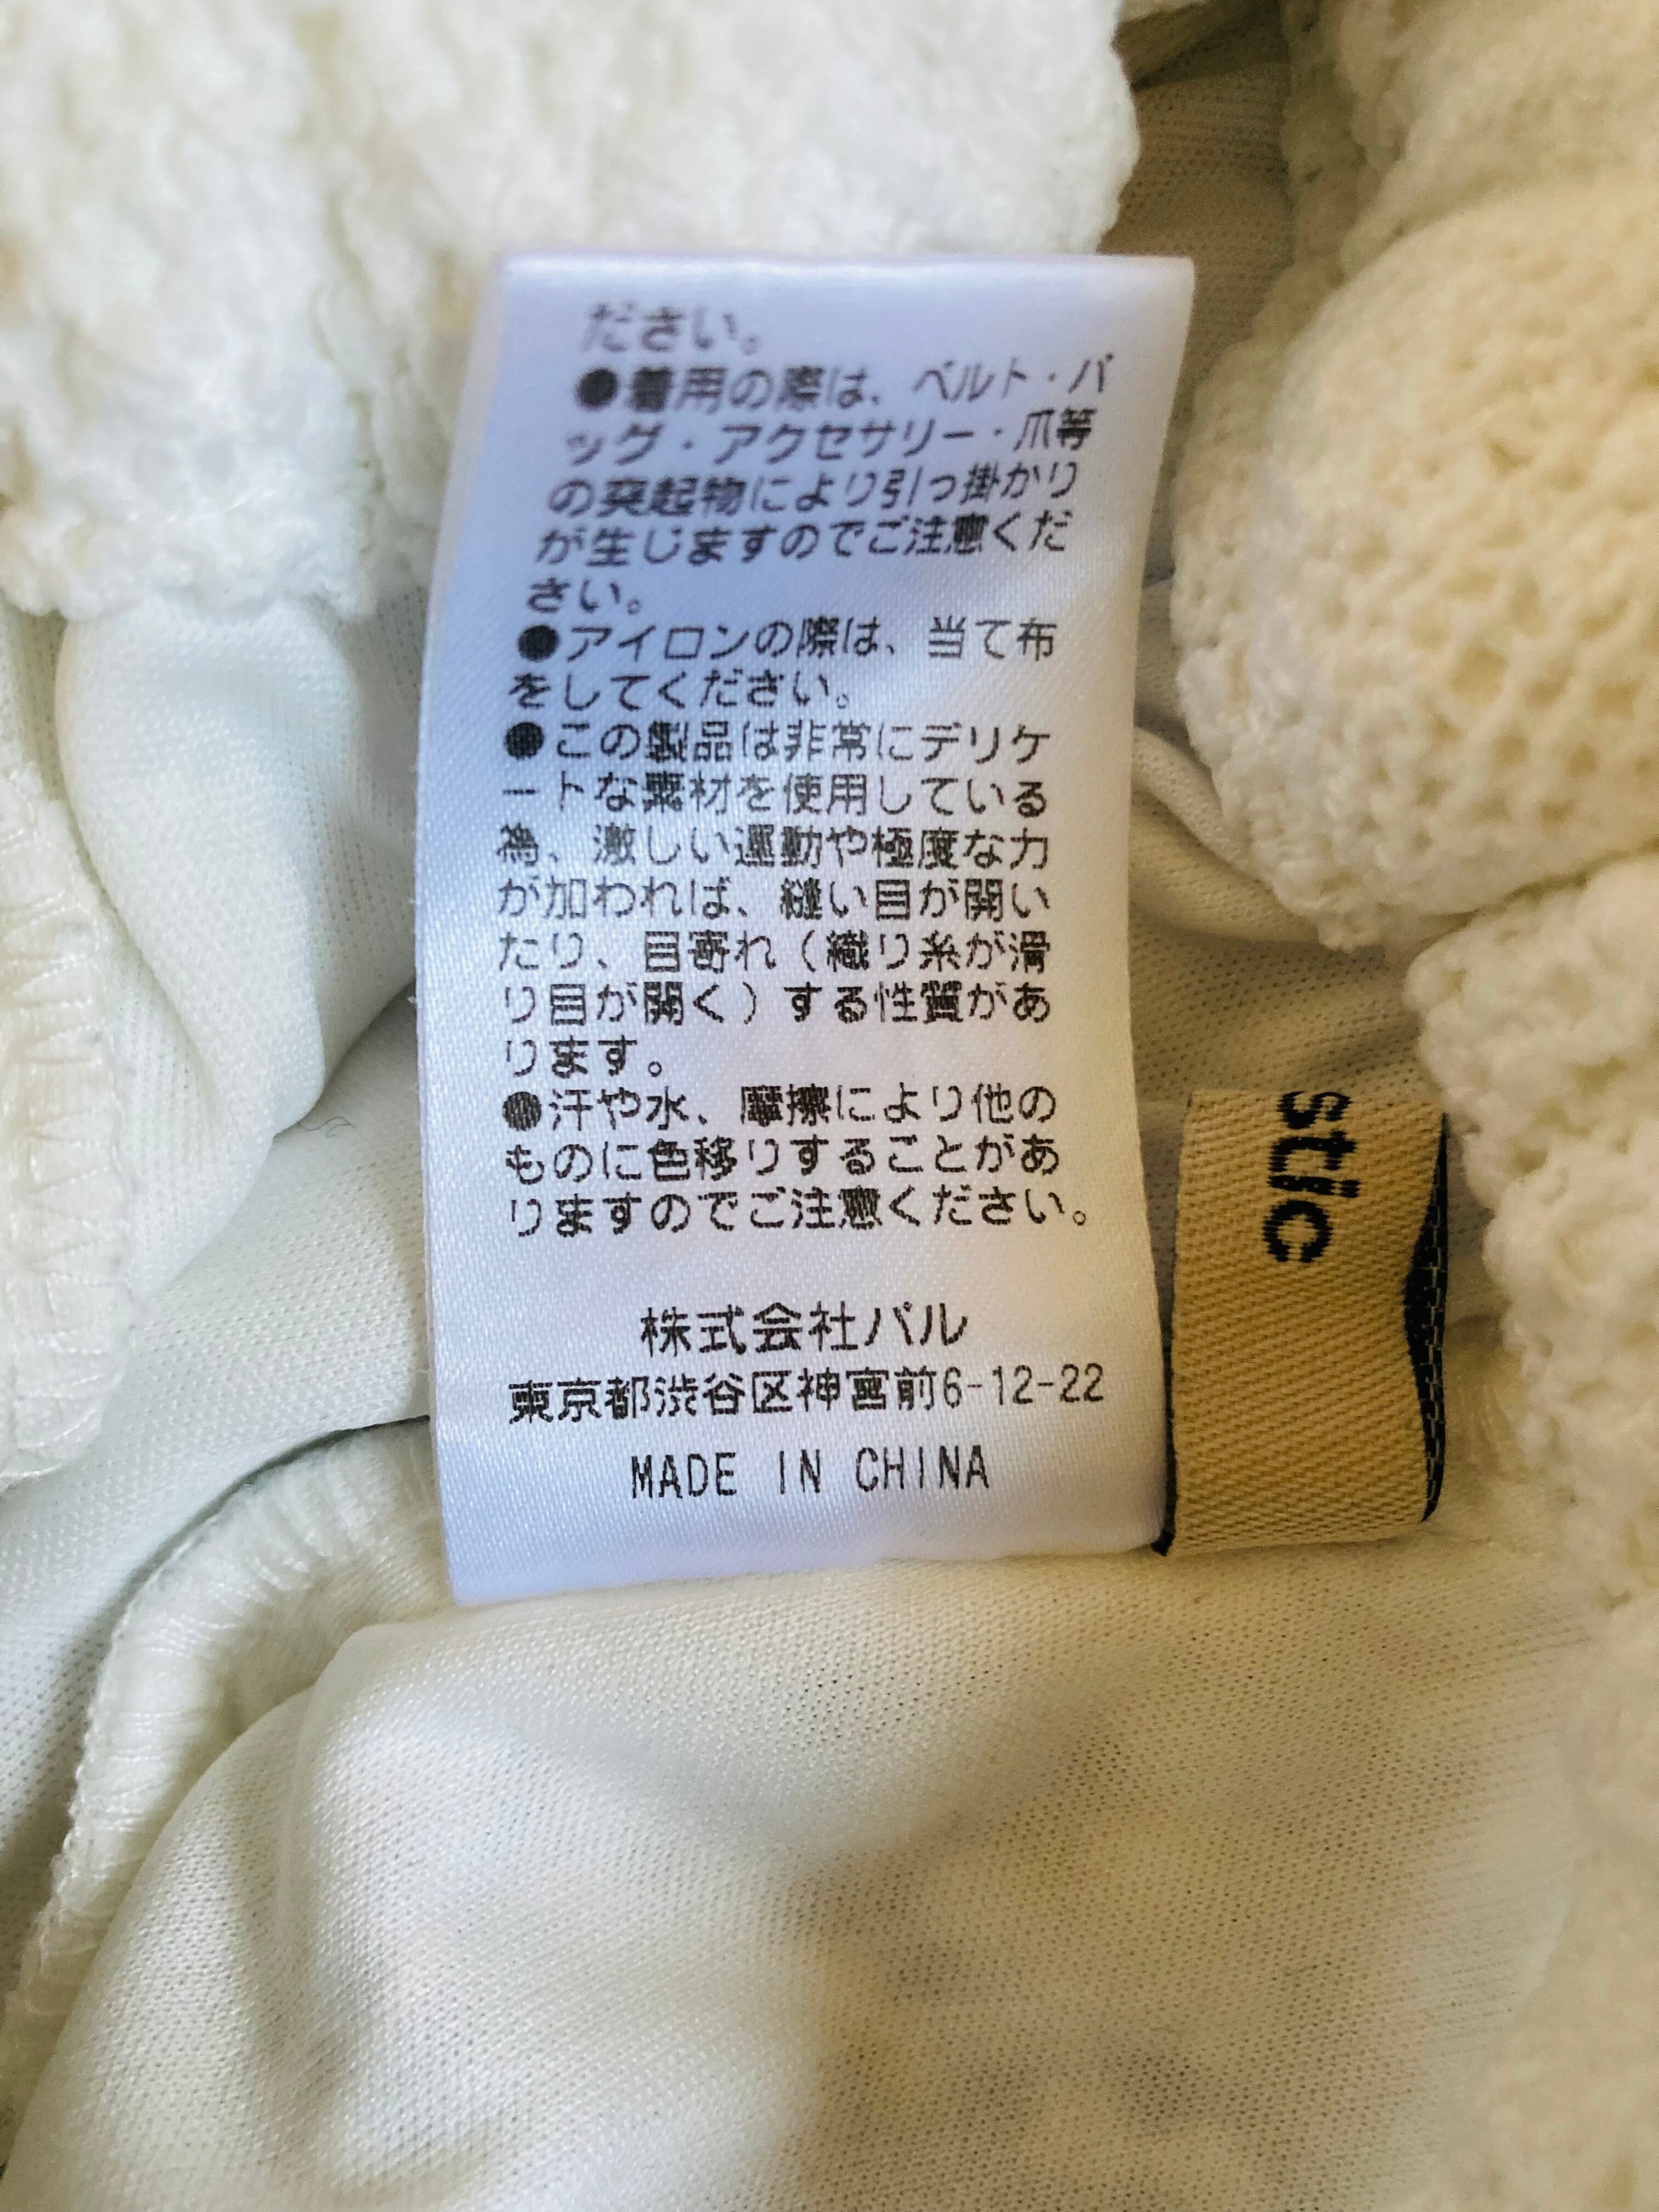 ださい。
●着用の際は、ベルト・バ
ッグ・アクセサリー・爪等
の突起物により引っ掛かり
が生じますのでご注意くだ
さい。
●アイロンの際は、当て布
をしてください。
●この製品は非常にデリケ
ートな素材を使用している
為、激しい運動や極度な力
が加われば、縫い目が開い
たり、目寄れ（織り糸が滑
り目が開く）する性質があ
ります。
●汗や水、摩擦により他の
ものに色移りすることがあ
りますのでご注意ください。
株式会社パル
東京都渋谷区神宮前6-12-22
MADE IN CHINA
stic